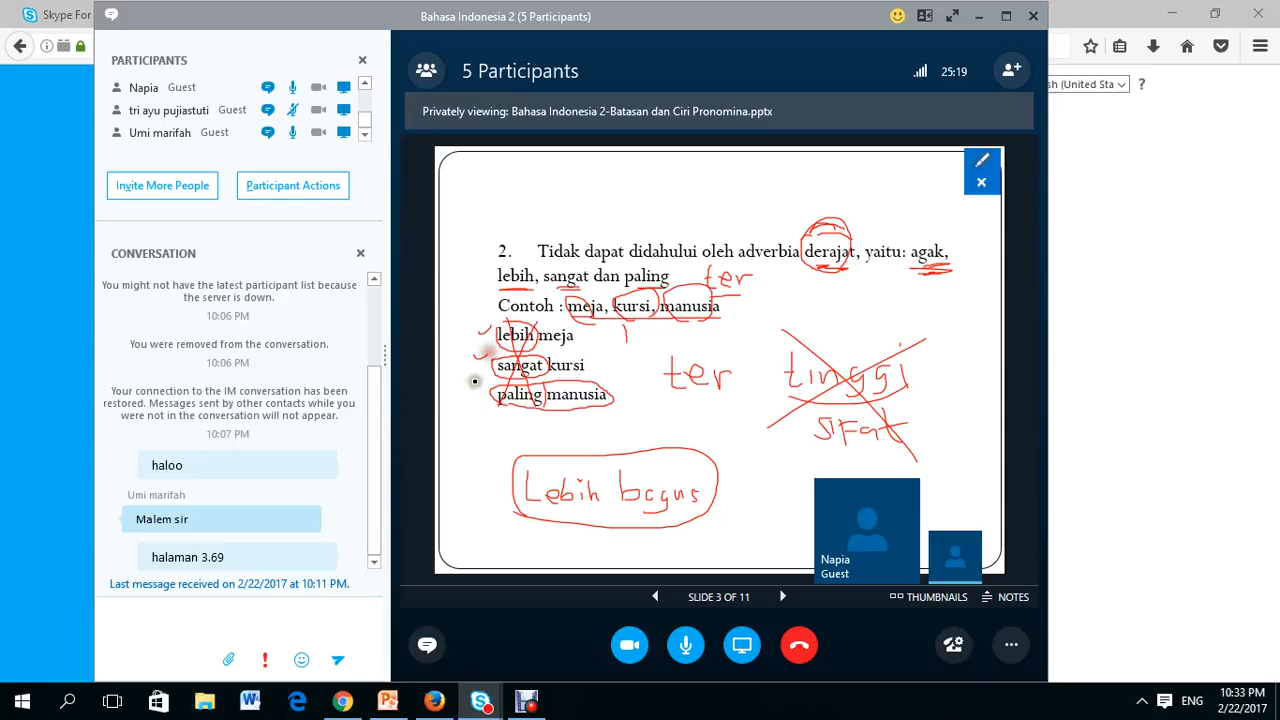 Skype For
Bahasa Indonesia 2 (5 Participants)
PARTICIPANTS
Napia Guest
tri ayu pujiastuti Guest
Umi marifah Guest
Invite More People
Participant Actions
CONVERSATION
You might not have the latest participant list because
the server is down.
10:06 PM
You were removed from the conversation.
10:06 PM
Your connection to the IM conversation has been
restored. Messages sent by other contacts while you
were not in the conversation will not appear.
10:07 PM
haloo
Umi marifah
Malem sir
halaman 3.69
Last message received on 2/22/2017 at 10:11 PM.
5 Participants
25:19
Privately viewing: Bahasa Indonesia 2-Batasan dan Ciri Pronomina.pptx
2. Tidak dapat didahului oleh adverbia derajat, yaitu: agak,
lebih, sangat dan paling
ter
Contoh : meja, kursi, manusia
lebih meja
sangat kursi
ter tinggi
paling manusia
sifat
Lebih bagus
Napia
Guest
SLIDE 3 OF 11
THUMBNAILS
NOTES
sh (United Sta
ENG
10:33 PM
2/22/2017